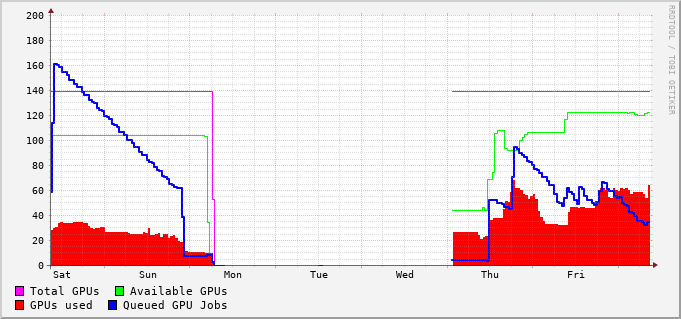 200
180
160
140
120
100
80
60
40
20
0
Sat Sun Mon Tue Wed Thu Fri
Total GPUs Available GPUs
GPUs used Queued GPU Jobs
RRDTOOL / TOBI OETIKER